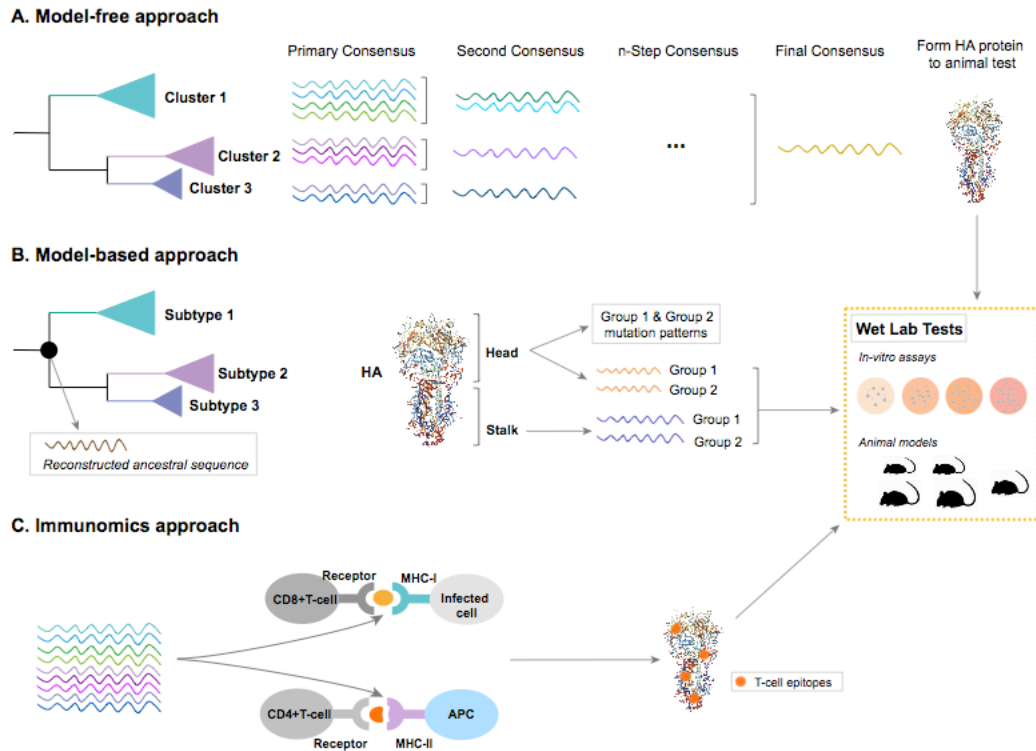 A. Model-free approach
Primary Consensus
Second Consensus
n-Step Consensus
Final Consensus
Form HA protein
to animal test
Cluster 1
Cluster 2
Cluster 3
...
B. Model-based approach
Subtype 1
Subtype 2
Subtype 3
Reconstructed ancestral sequence
HA
Head
Stalk
Group 1 & Group 2
mutation patterns
Group 1
Group 2
Group 1
Group 2
Wet Lab Tests
In-vitro assays
Animal models
C. Immunomics approach
Receptor
MHC-I
CD8+T-cell
Infected
cell
CD4+T-cell
APC
Receptor
MHC-II
T-cell epitopes